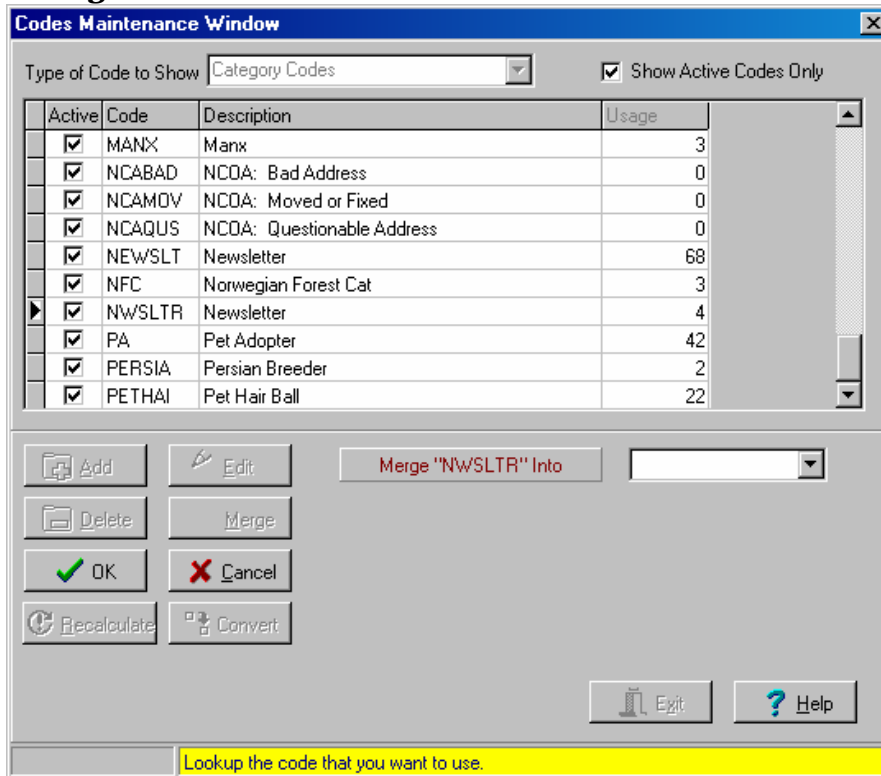 Codes Maintenance Window
Type of Code to Show Category Codes Show Active Codes Only
Active Code Description Usage
MANX Manx 3
NCABAD NCOA: Bad Address 0
NCAMOV NCOA: Moved or Fixed 0
NCAQUS NCOA: Questionable Address 0
NEWSLT Newsletter 68
NFC Norwegian Forest Cat 3
NWSLTR Newsletter 4
PA Pet Adopter 42
PERSIA Persian Breeder 2
PETHAI Pet Hair Ball 22
Add Edit Merge "NWSLTR" Into
Delete Merge
OK Cancel
Recalculate Convert
Exit Help
Lookup the code that you want to use.